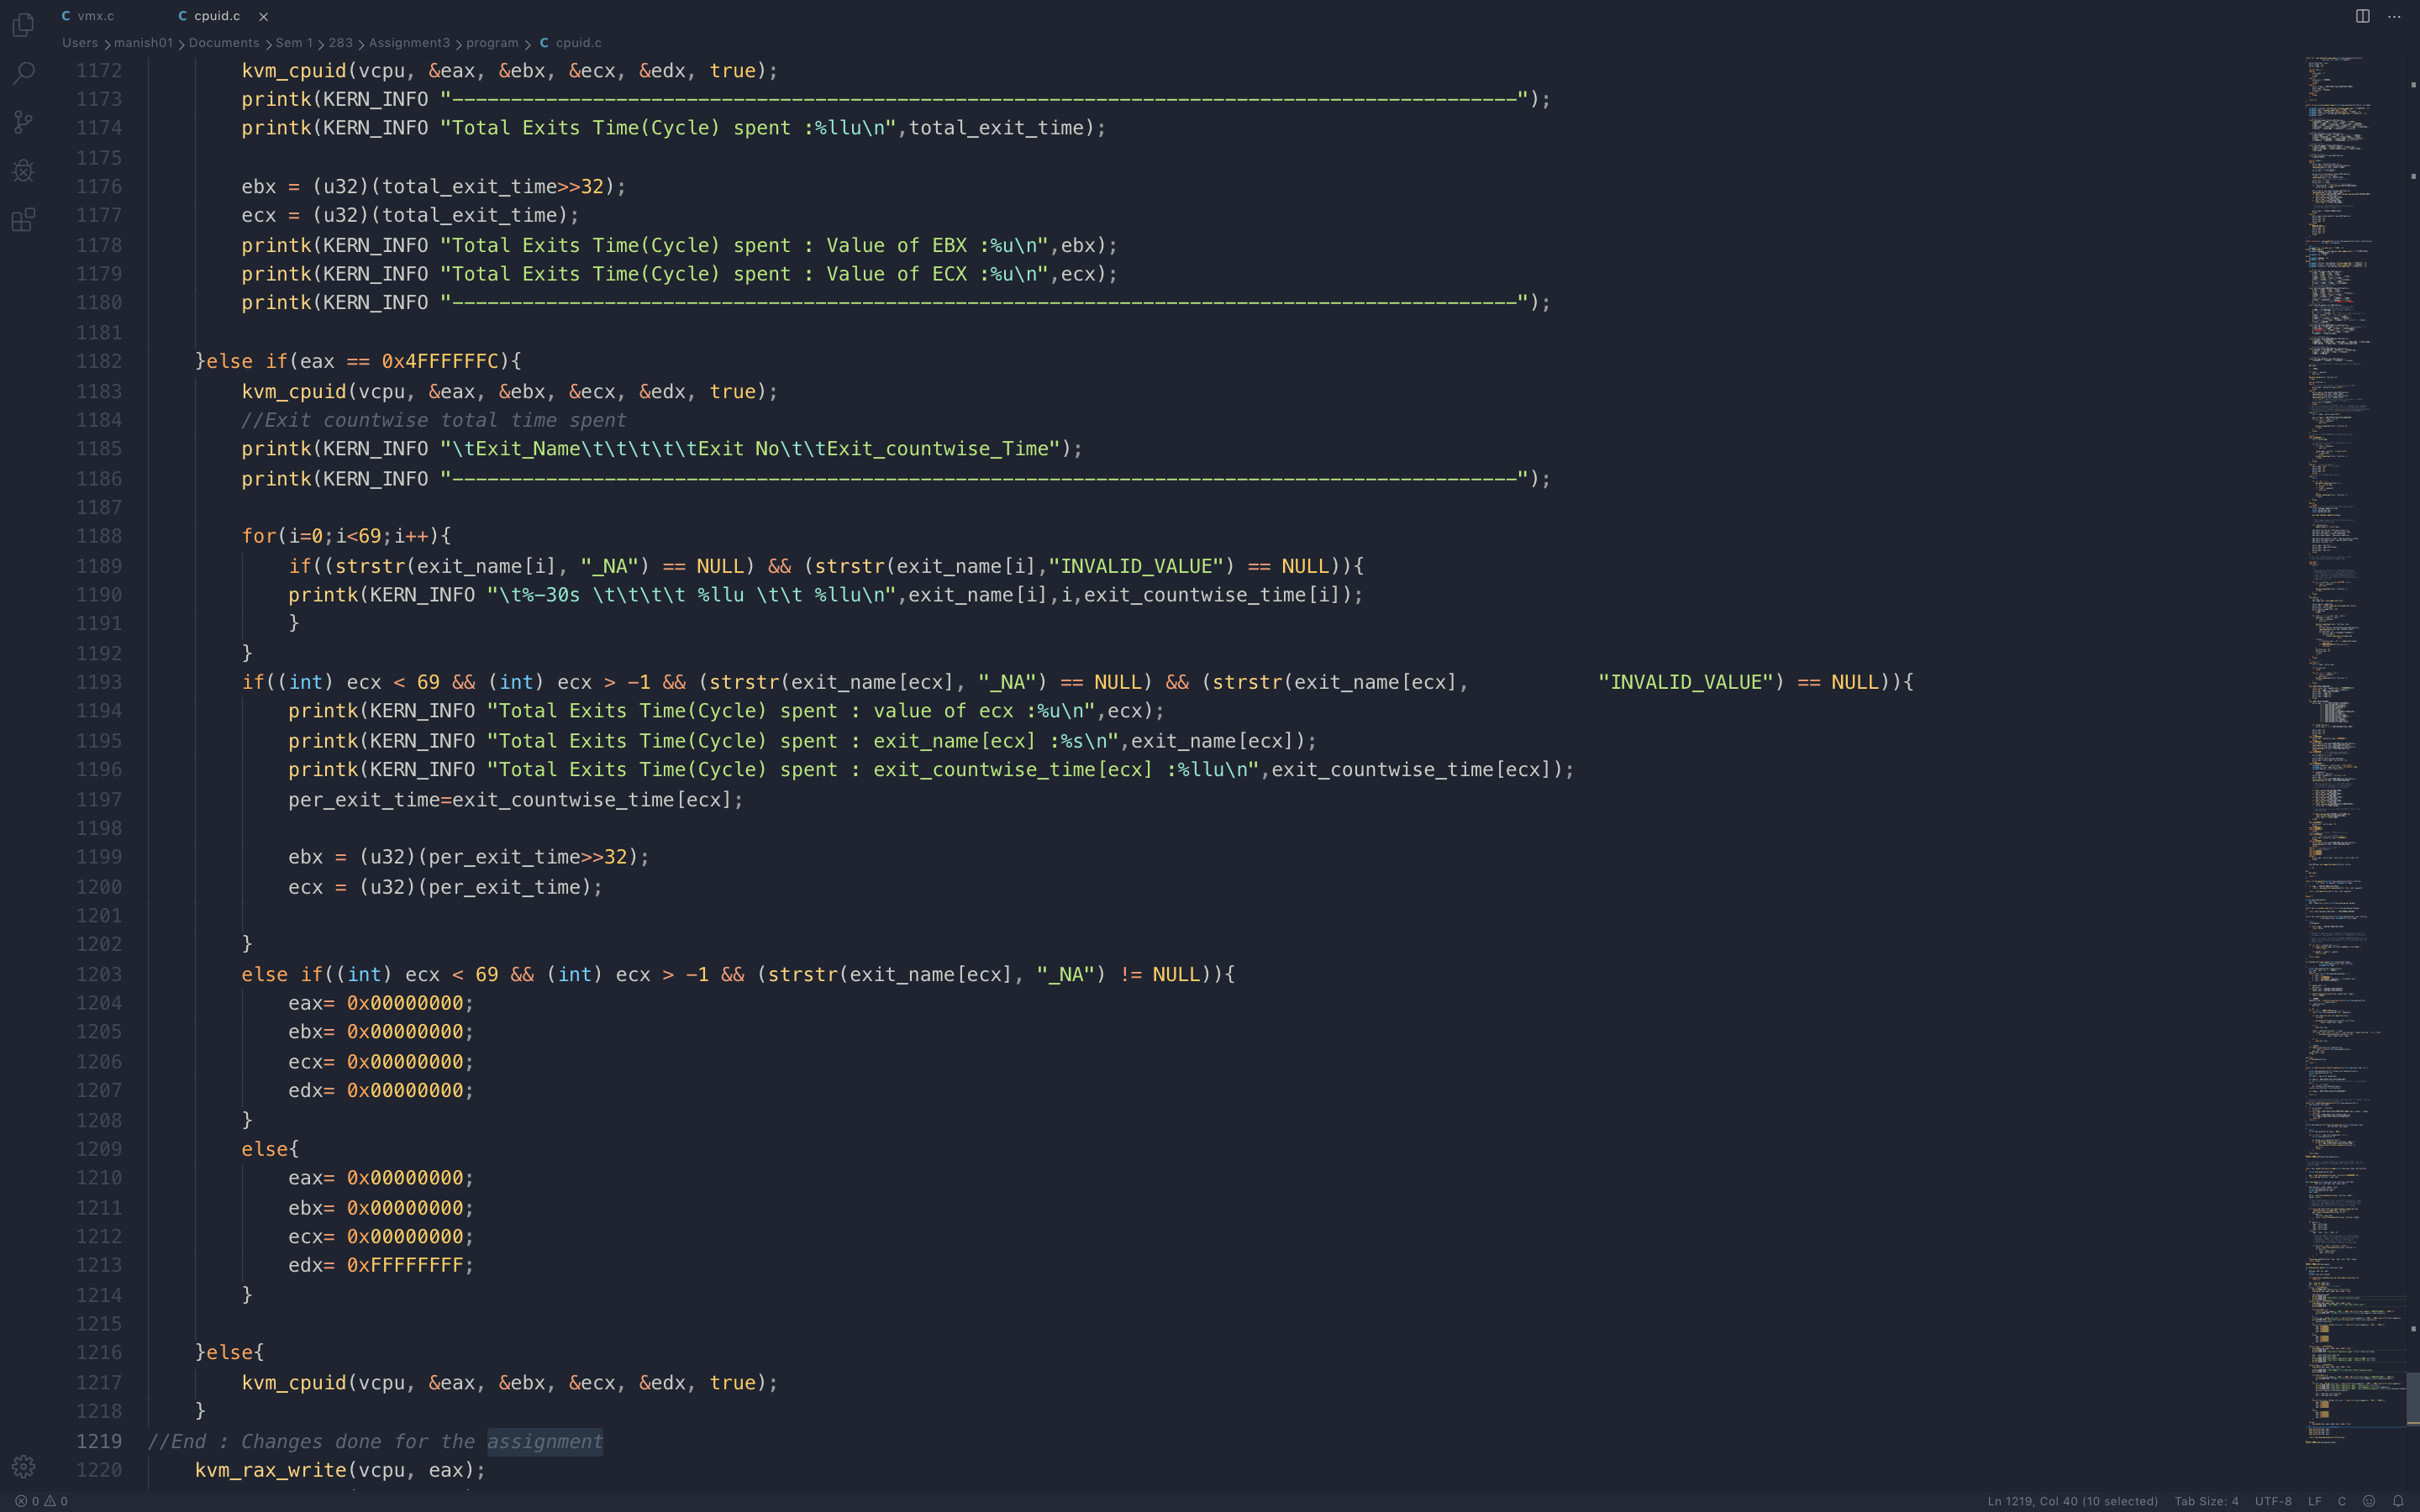 vmx.c cpuid.c
Users > manish01 > Documents > Sem 1 > 283 > Assignment3 > program > C cpuid.c
1172 kvm_cpuid(vcpu, &eax, &ebx, &ecx, &edx, true);
1173 printk(KERN_INFO "-------------------------------------------------------------------------------------------");
1174 printk(KERN_INFO "Total Exits Time(Cycle) spent :%llu\n",total_exit_time);
1175
1176 ebx = (u32)(total_exit_time>>32);
1177 ecx = (u32)(total_exit_time);
1178 printk(KERN_INFO "Total Exits Time(Cycle) spent : Value of EBX :%u\n",ebx);
1179 printk(KERN_INFO "Total Exits Time(Cycle) spent : Value of ECX :%u\n",ecx);
1180 printk(KERN_INFO "-------------------------------------------------------------------------------------------");
1181
1182 }else if(eax == 0x4FFFFFFC){
1183 kvm_cpuid(vcpu, &eax, &ebx, &ecx, &edx, true);
1184 //Exit countwise total time spent
1185 printk(KERN_INFO "\tExit_Name\t\t\t\t\tExit No\t\tExit_countwise_Time");
1186 printk(KERN_INFO "-------------------------------------------------------------------------------------------");
1187
1188 for(i=0;i<69;i++){
1189 if((strstr(exit_name[i], "_NA") == NULL) && (strstr(exit_name[i],"INVALID_VALUE") == NULL)){
1190 printk(KERN_INFO "\t%-30s \t\t\t\t %llu \t\t %llu\n",exit_name[i],i,exit_countwise_time[i]);
1191 }
1192 }
1193 if((int) ecx < 69 && (int) ecx > -1 && (strstr(exit_name[ecx], "_NA") == NULL) && (strstr(exit_name[ecx], "INVALID_VALUE") == NULL)){
1194 printk(KERN_INFO "Total Exits Time(Cycle) spent : value of ecx :%u\n",ecx);
1195 printk(KERN_INFO "Total Exits Time(Cycle) spent : exit_name[ecx] :%s\n",exit_name[ecx]);
1196 printk(KERN_INFO "Total Exits Time(Cycle) spent : exit_countwise_time[ecx] :%llu\n",exit_countwise_time[ecx]);
1197 per_exit_time=exit_countwise_time[ecx];
1198
1199 ebx = (u32)(per_exit_time>>32);
1200 ecx = (u32)(per_exit_time);
1201
1202 }
1203 else if((int) ecx < 69 && (int) ecx > -1 && (strstr(exit_name[ecx], "_NA") != NULL)){
1204 eax= 0x00000000;
1205 ebx= 0x00000000;
1206 ecx= 0x00000000;
1207 edx= 0x00000000;
1208 }
1209 else{
1210 eax= 0x00000000;
1211 ebx= 0x00000000;
1212 ecx= 0x00000000;
1213 edx= 0xFFFFFFFF;
1214 }
1215
1216 }else{
1217 kvm_cpuid(vcpu, &eax, &ebx, &ecx, &edx, true);
1218 }
1219 //End : Changes done for the assignment
1220 kvm_rax_write(vcpu, eax);
0 0 Ln 1219, Col 40 (10 selected) Tab Size: 4 UTF-8 LF C